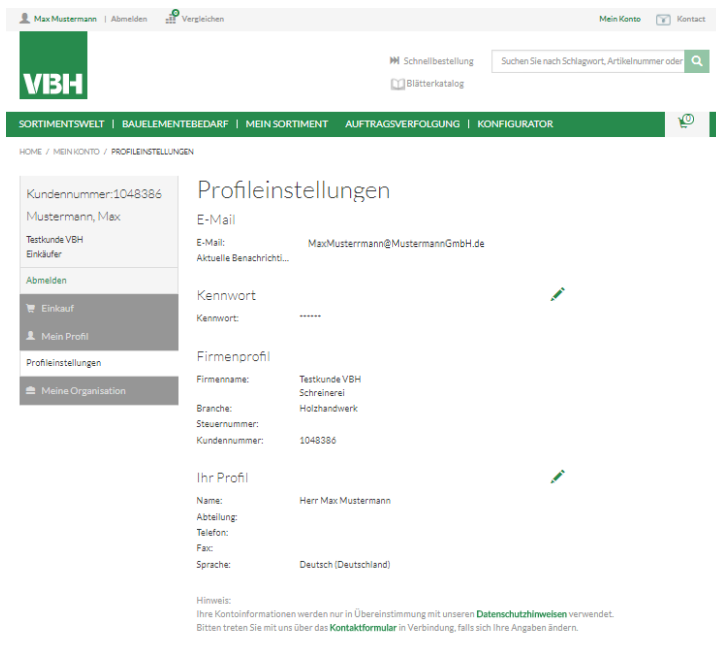 Max Mustermann | Abmelden 0 Vergleichen Mein Konto Kontact
VBH
Schnellbestellung Suchen Sie nach Schlagwort, Artikelnummer oder
Blätterkatalog
SORTIMENTSWELT | BAUELEMENTEBEDARF | MEIN SORTIMENT AUFTRAGSVERFOLGUNG | KONFIGURATOR 0
HOME / MEIN KONTO / PROFILEINSTELLUNGEN
Kundennummer:1048386
Mustermann, Max
Testkunde VBH
Einkäufer
Abmelden
Einkauf
Mein Profil
Profileinstellungen
Meine Organisation
Profileinstellungen
E-Mail
E-Mail: MaxMusterrmann@MustermannGmbH.de
Aktuelle Benachrichti...
Kennwort
Kennwort: ******
Firmenprofil
Firmenname: Testkunde VBH
Schreinerei
Branche: Holzhandwerk
Steuernummer:
Kundennummer: 1048386
Ihr Profil
Name: Herr Max Mustermann
Abteilung:
Telefon:
Fax:
Sprache: Deutsch (Deutschland)
Hinweis:
Ihre Kontoinformationen werden nur in Übereinstimmung mit unseren Datenschutzhinweisen verwendet.
Bitten treten Sie mit uns über das Kontaktformular in Verbindung, falls sich Ihre Angaben ändern.